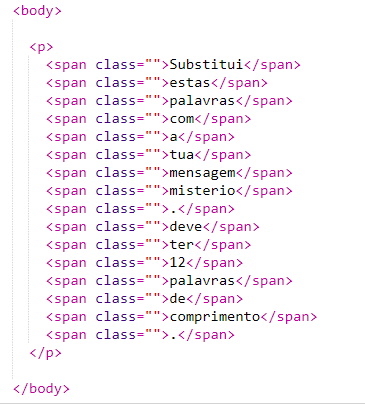 <body>
<p>
<span class="">Substitui</span>
<span class="">estas</span>
<span class="">palavras</span>
<span class="">com</span>
<span class="">a</span>
<span class="">tua</span>
<span class="">mensagem</span>
<span class="">misterio</span>
<span class="">.</span>
<span class="">deve</span>
<span class="">ter</span>
<span class="">12</span>
<span class="">palavras</span>
<span class="">de</span>
<span class="">comprimento</span>
<span class="">.</span>
</p>
</body>